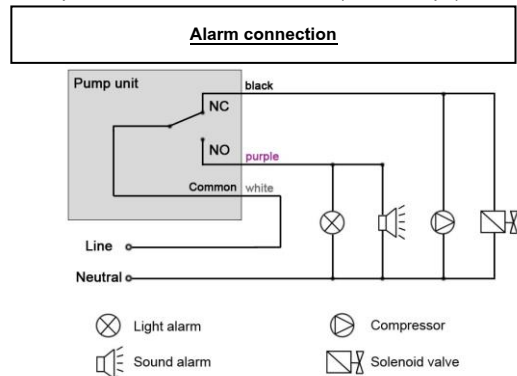 Alarm connection
Pump unit
black
NC
NO
purple
Common white
Line
Neutral
Light alarm
Compressor
Sound alarm
Solenoid valve